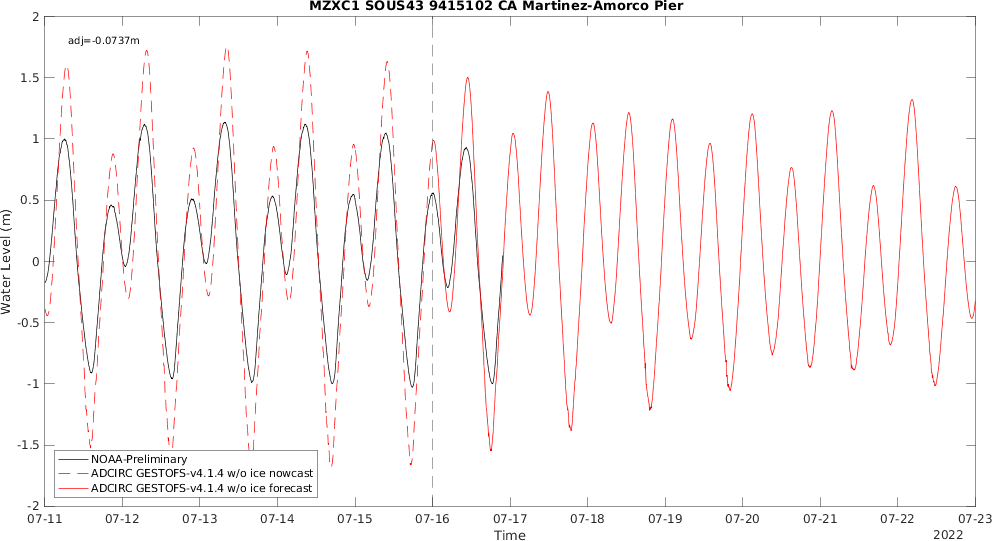 MZXC1 SOUS43 9415102 CA Martinez-Amorco Pier
adj=-0.0737m
2
1.5
1
0.5
0
-0.5
-1
-1.5
-2
Water Level (m)
NOAA-Preliminary
ADCIRC GESTOFS-v4.1.4 w/o ice nowcast
ADCIRC GESTOFS-v4.1.4 w/o ice forecast
07-11 07-12 07-13 07-14 07-15 07-16 07-17 07-18 07-19 07-20 07-21 07-22 07-23
Time
2022